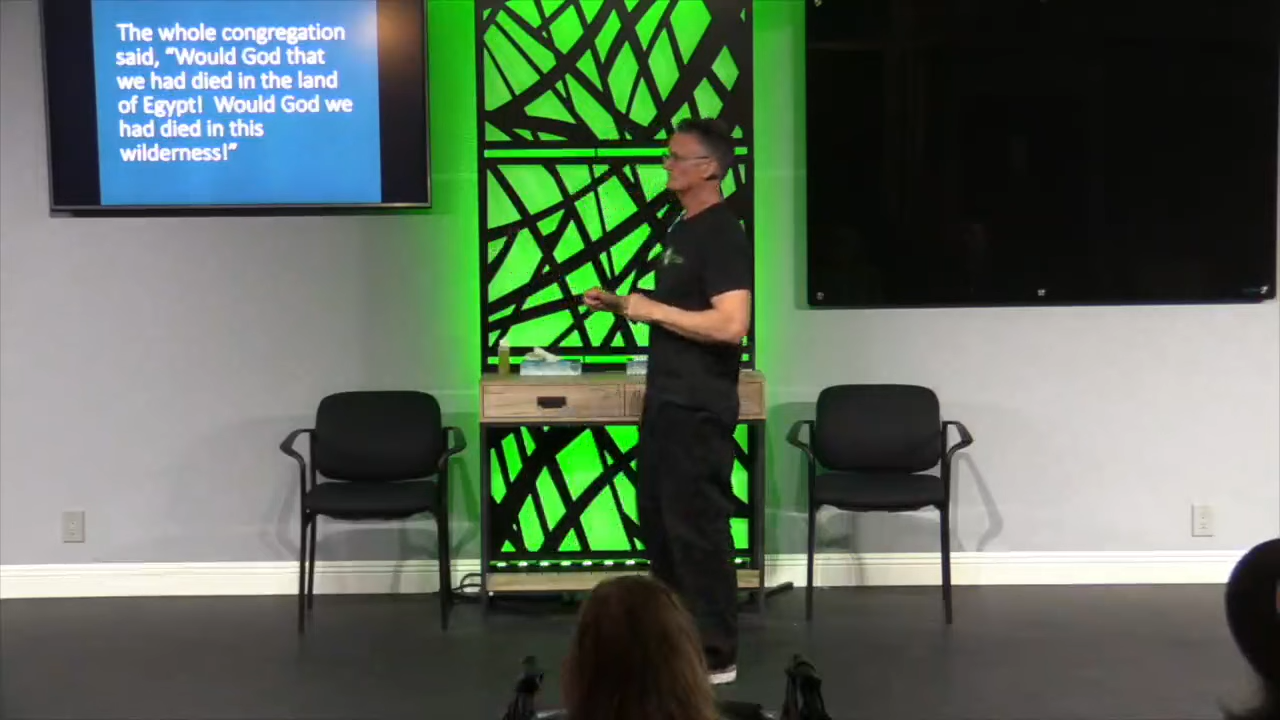 The whole congregation
said, “Would God that
we had died in the land
of Egypt!  Would God we
had died in this
wilderness!”